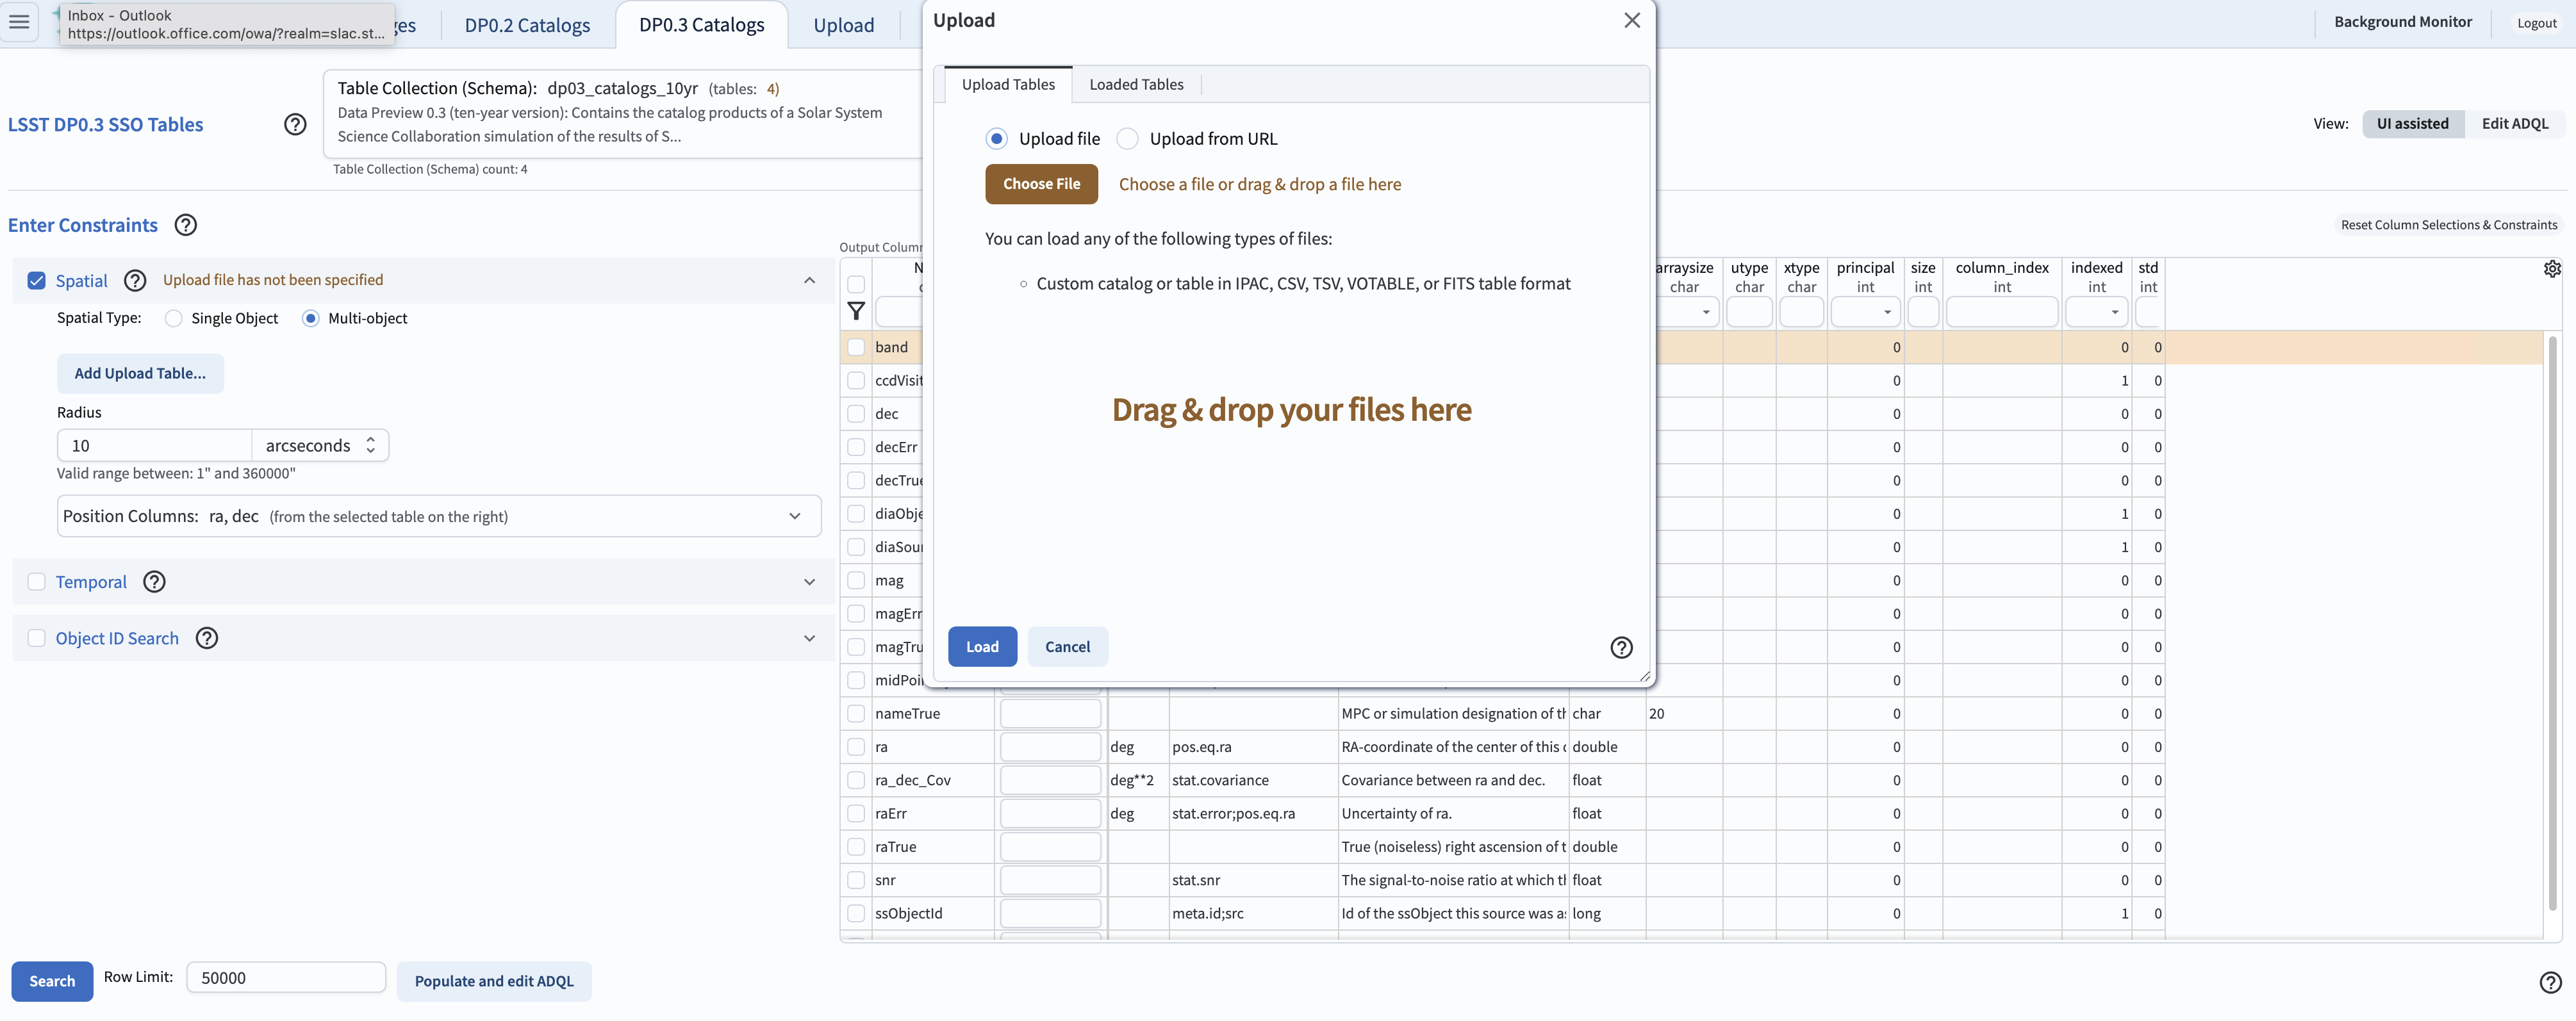 Inbox - Outlook
https://outlook.office.com/owa/?realm=slac.st...
ges
DP0.2 Catalogs
DP0.3 Catalogs
Upload
Background Monitor
Logout
LSST DP0.3 SSO Tables
Table Collection (Schema): dp03_catalogs_10yr (tables: 4)
Data Preview 0.3 (ten-year version): Contains the catalog products of a Solar System
Science Collaboration simulation of the results of S...
Table Collection (Schema) count: 4
View: UI assisted Edit ADQL
Upload
Upload Tables Loaded Tables
Upload file Upload from URL
Choose File Choose a file or drag & drop a file here
You can load any of the following types of files:
Custom catalog or table in IPAC, CSV, TSV, VOTABLE, or FITS table format
Drag & drop your files here
Load Cancel
Enter Constraints
Reset Column Selections & Constraints
Spatial Upload file has not been specified
Spatial Type: Single Object Multi-object
Add Upload Table...
Radius
10 arcseconds
Valid range between: 1" and 360000"
Position Columns: ra, dec (from the selected table on the right)
Temporal
Object ID Search
Output Column
N arraysize utype xtype principal size column_index indexed std
c char char char int int int int int
band 0 0 0
ccdVisit 0 1 0
dec 0 0 0
decErr 0 0 0
decTrue 0 0 0
diaObje 0 1 0
diaSour 0 1 0
mag 0 0 0
magErr 0 0 0
magTru 0 0 0
midPoi 0 0 0
nameTrue MPC or simulation designation of th char 20 0 0 0
ra deg pos.eq.ra RA-coordinate of the center of this c double 0 0 0
ra_dec_Cov deg**2 stat.covariance Covariance between ra and dec. float 0 0 0
raErr deg stat.error;pos.eq.ra Uncertainty of ra. float 0 0 0
raTrue True (noiseless) right ascension of t double 0 0 0
snr stat.snr The signal-to-noise ratio at which th float 0 0 0
ssObjectId meta.id;src Id of the ssObject this source was a long 0 1 0
Search Row Limit: 50000 Populate and edit ADQL